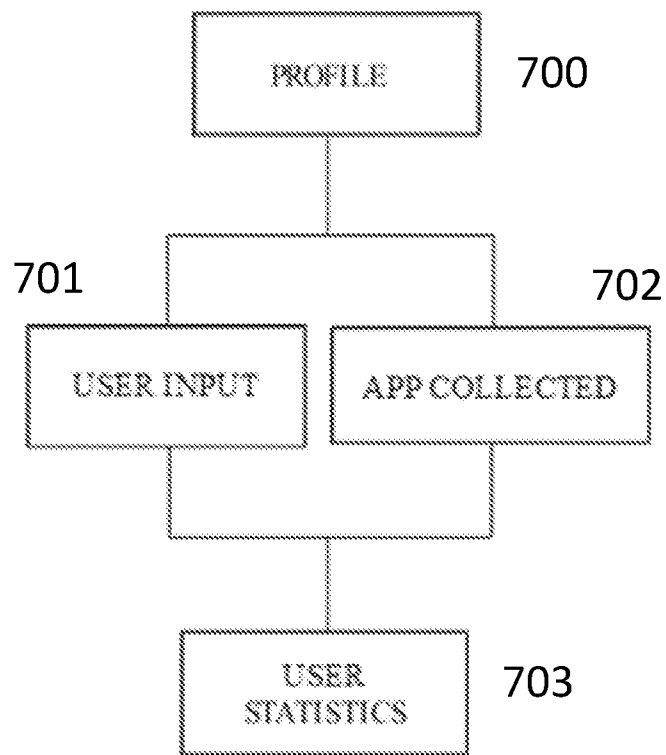 PROFILE
700
701
702
USER INPUT
APP COLLECTED
USER
STATISTICS
703